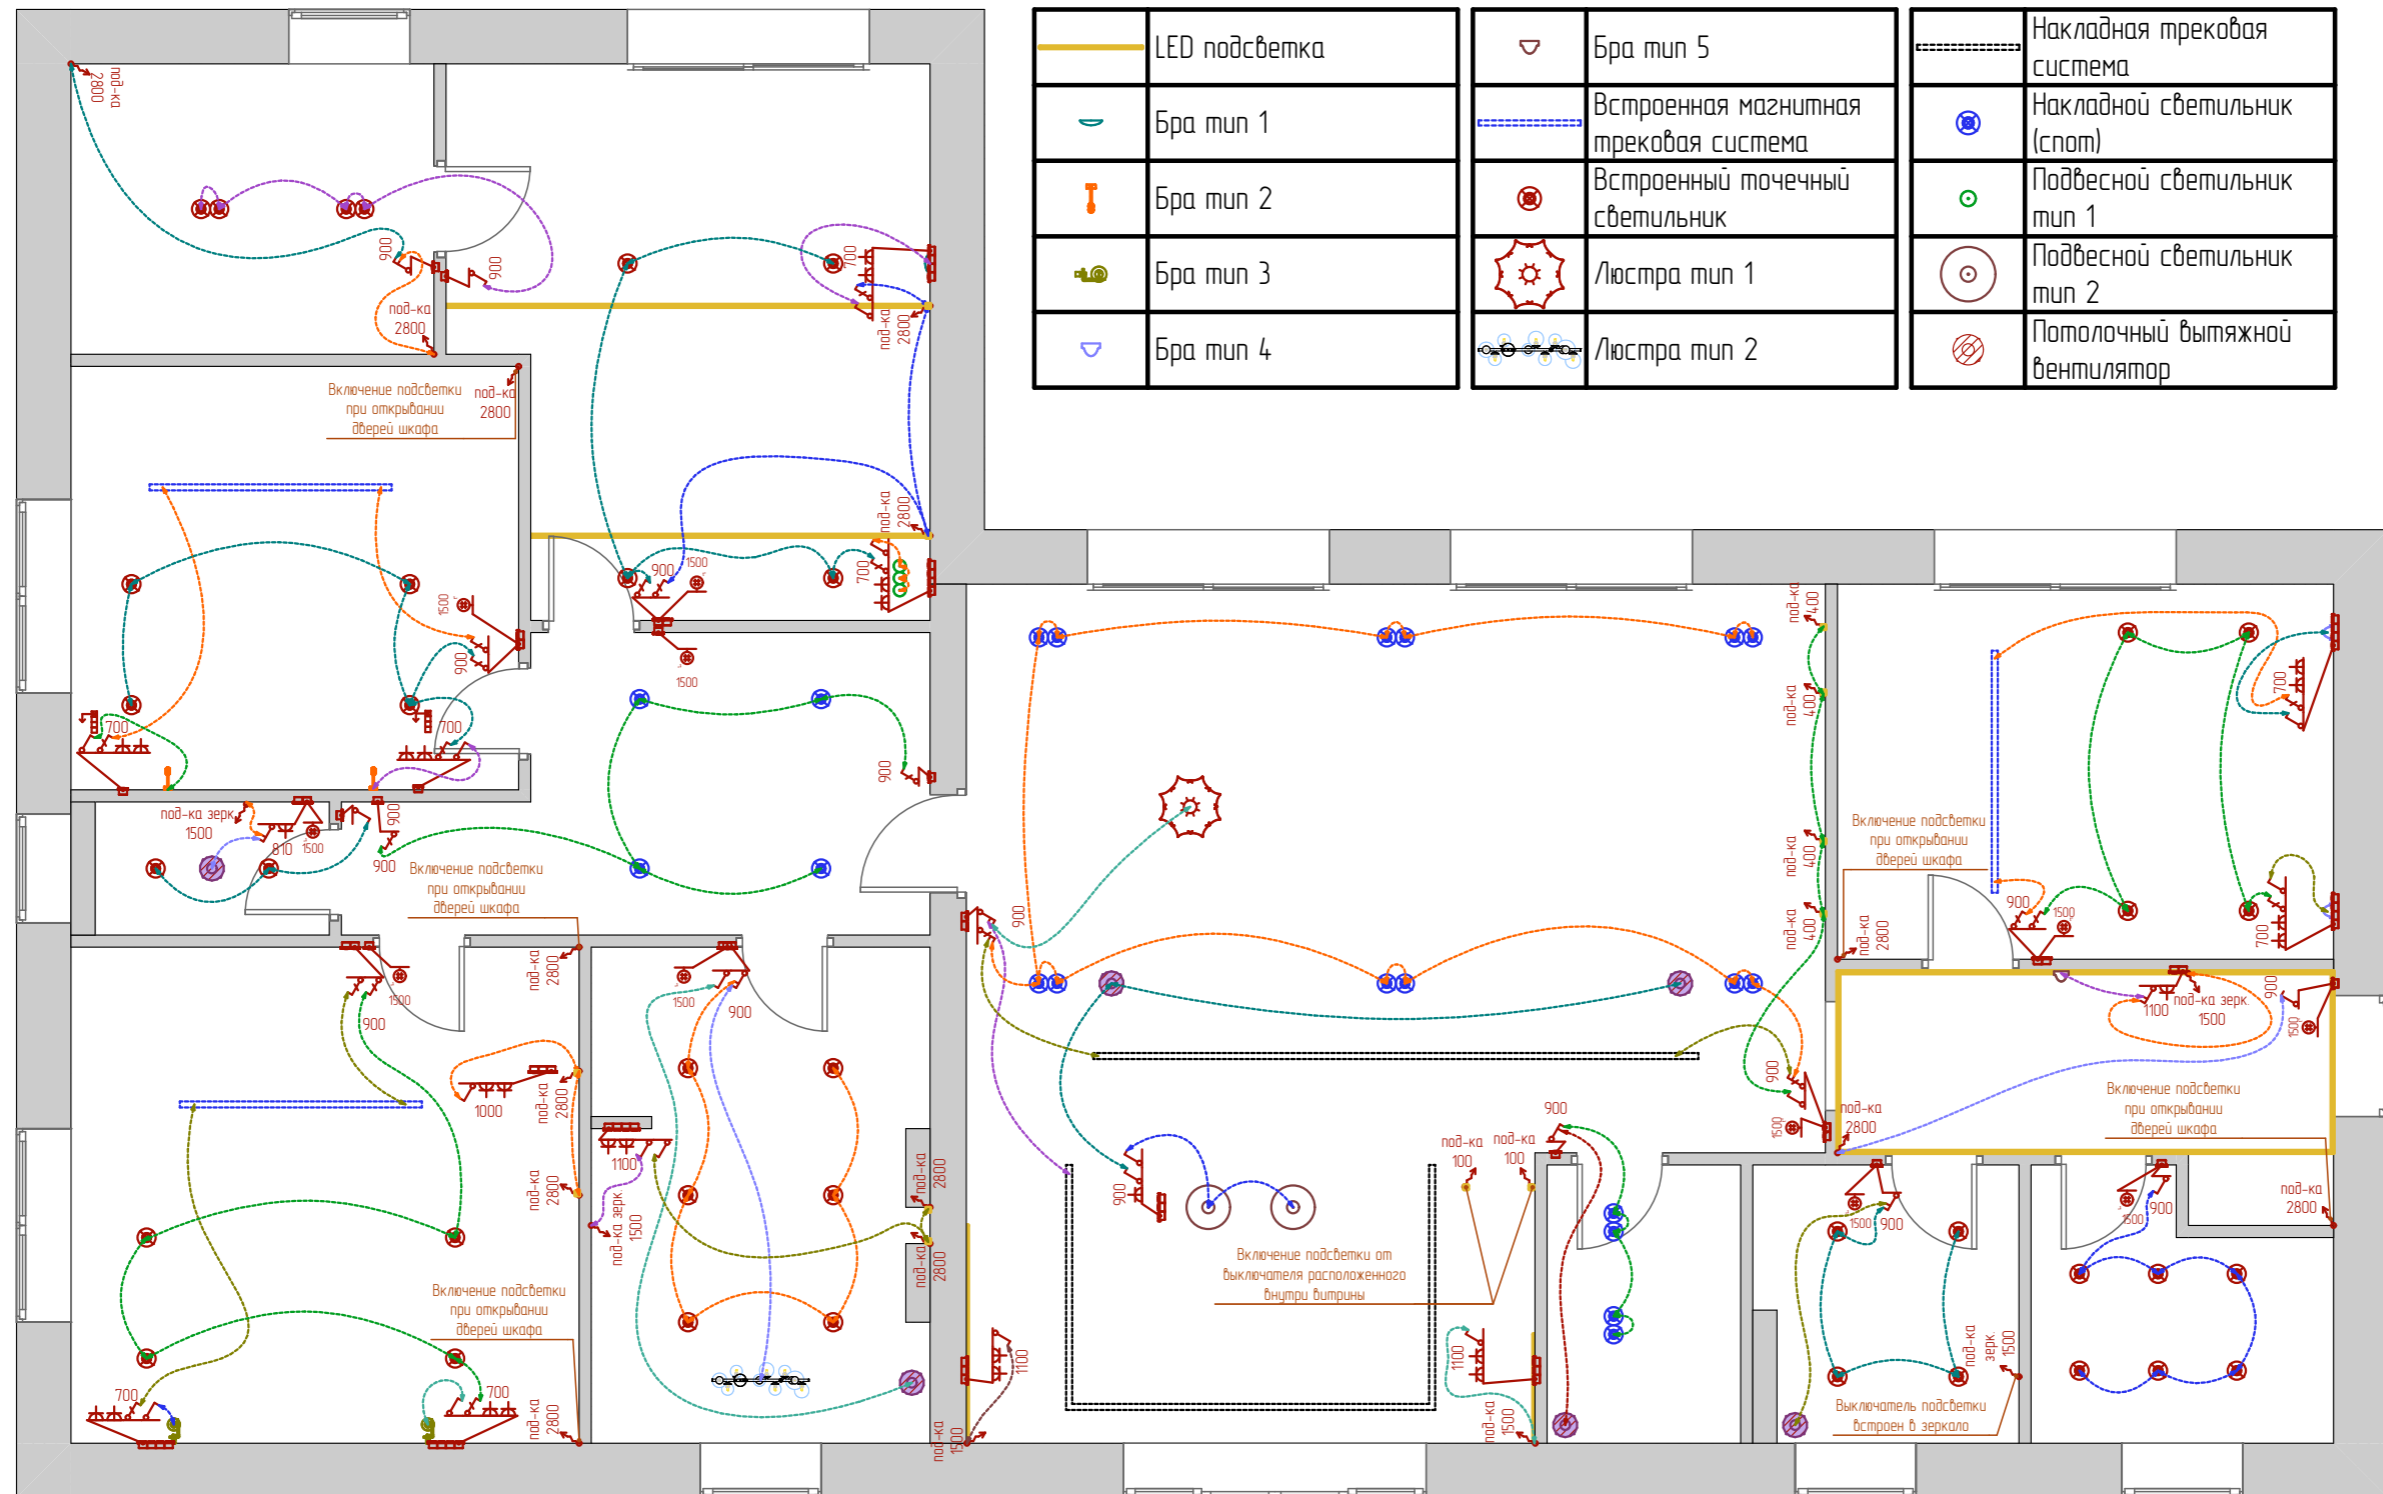 LED подсветка
Бра тип 1
Бра тип 2
Бра тип 3
Бра тип 4
Бра тип 5
Встроенная магнитная
трековая система
Встроенный точечный
светильник
Люстра тип 1
Люстра тип 2
Накладная трековая
система
Накладной светильник
(спот)
Подвесной светильник
тип 1
Подвесной светильник
тип 2
Потолочный вытяжной
вентилятор
под-ка
2800
900
900
под-ка
2800
700
под-ка
2800
Включение подсветки
при открывании
дверей шкафа
под-ка
2800
под-ка
2800
700
900
1500
1500
1500
900
700
700
900
под-ка зерк.
1500
810
1500
900
900
Включение подсветки
при открывании
дверей шкафа
под-ка
2800
1500
900
1500
900
1000
под-ка
2800
под-ка
2800
1100
под-ка зерк.
1500
под-ка
2800
под-ка
2800
Включение подсветки
при открывании
дверей шкафа
под-ка
2800
700
700
под-ка
400
под-ка
400
под-ка
400
под-ка
400
900
900
1500
900
900
под-ка
100
под-ка
100
Включение подсветки от
выключателя расположенного
внутри витрины
1100
под-ка
1500
1100
под-ка
1500
Включение подсветки
при открывании
дверей шкафа
под-ка
2800
700
900
1500
700
900
1100
под-ка зерк.
1500
1500
под-ка
2800
Включение подсветки
при открывании
дверей шкафа
под-ка
2800
1500
900
1500
900
под-ка
зерк.
1500
Выключатель подсветки
встроен в зеркало